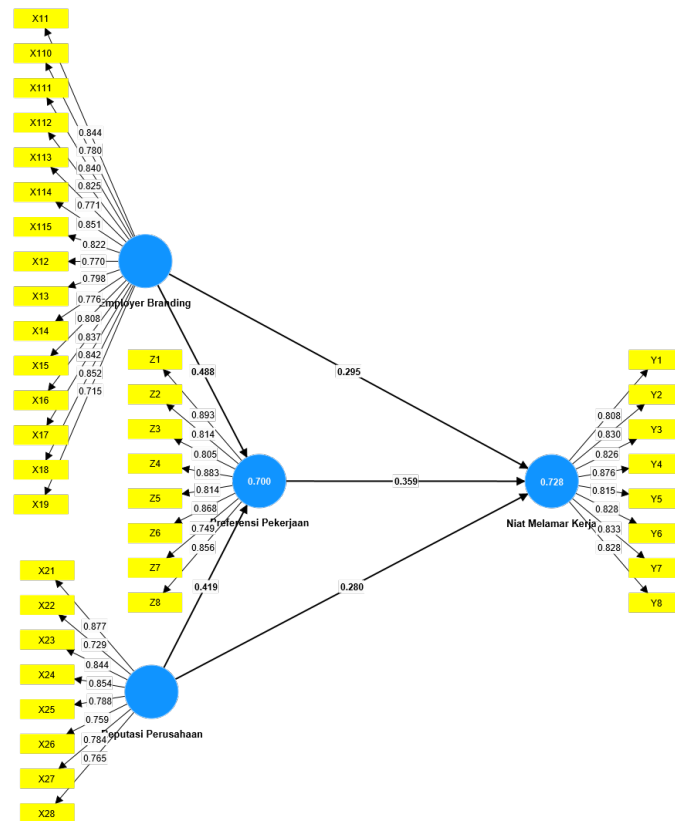 X11
X110
X111
X112
X113
X114
X115
X12
X13
X14
X15
X16
X17
X18
X19
0.844
0.780
0.840
0.825
0.771
0.851
0.822
0.770
0.798
0.776
0.808
0.837
0.842
0.852
0.715
Employer Branding
0.488
0.295
Z1
Z2
Z3
Z4
Z5
Z6
Z7
Z8
0.893
0.814
0.805
0.883
0.814
0.868
0.749
0.856
0.700
Preferensi Pekerjaan
0.359
0.419
0.280
Y1
Y2
Y3
Y4
Y5
Y6
Y7
Y8
0.808
0.830
0.826
0.876
0.815
0.828
0.833
0.828
0.728
Niat Melamar Kerja
X21
X22
X23
X24
X25
X26
X27
X28
0.877
0.729
0.844
0.854
0.788
0.759
0.784
0.765
Reputasi Perusahaan